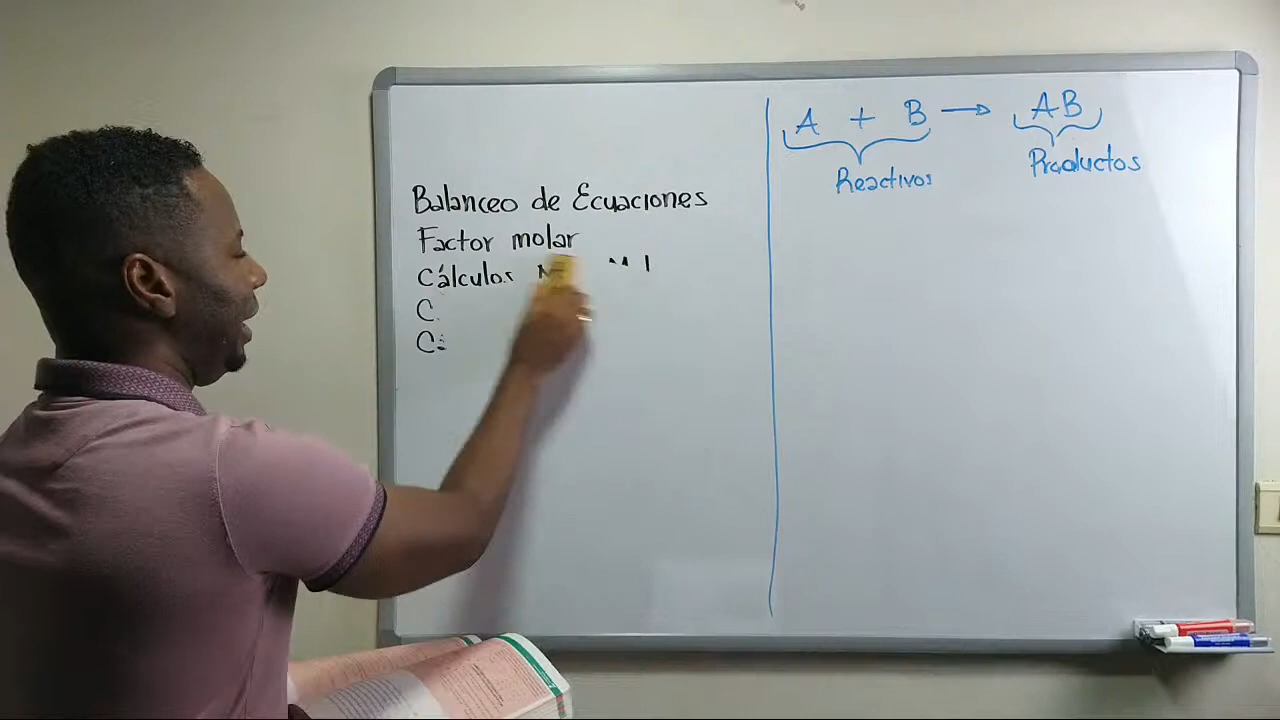 Balanceo de Ecuaciones
Factor molar
Cálculos
C
C
A + B → AB
Reactivos
Productos